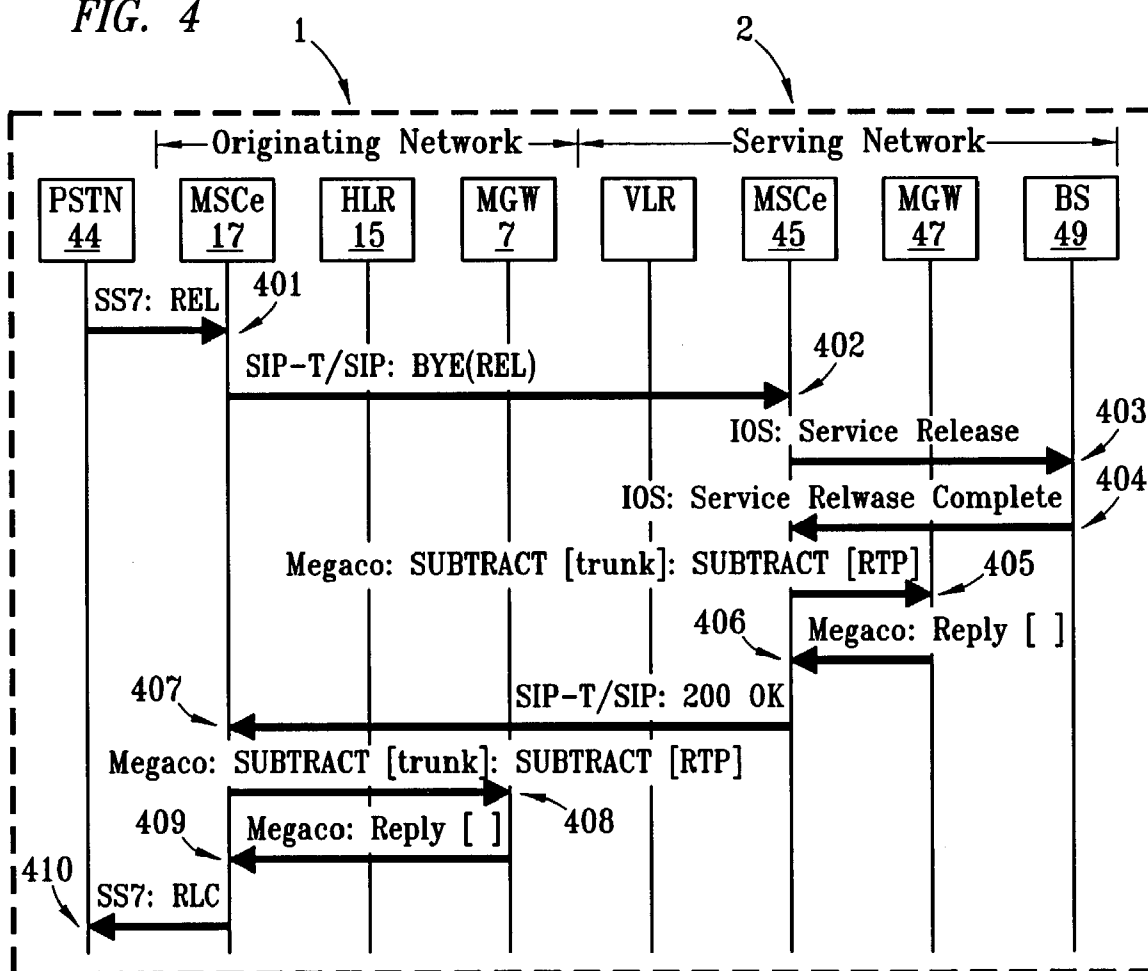 FIG. 4
1
2
Originating Network
Serving Network
PSTN
44
MSCe
17
HLR
15
MGW
7
VLR
MSCe
45
MGW
47
BS
49
SS7: REL
401
SIP-T/SIP: BYE(REL)
402
IOS: Service Release
403
IOS: Service Relwase Complete
404
Megaco: SUBTRACT [trunk]: SUBTRACT [RTP]
405
406
Megaco: Reply [ ]
407
SIP-T/SIP: 200 OK
Megaco: SUBTRACT [trunk]: SUBTRACT [RTP]
408
409
Megaco: Reply [ ]
410
SS7: RLC